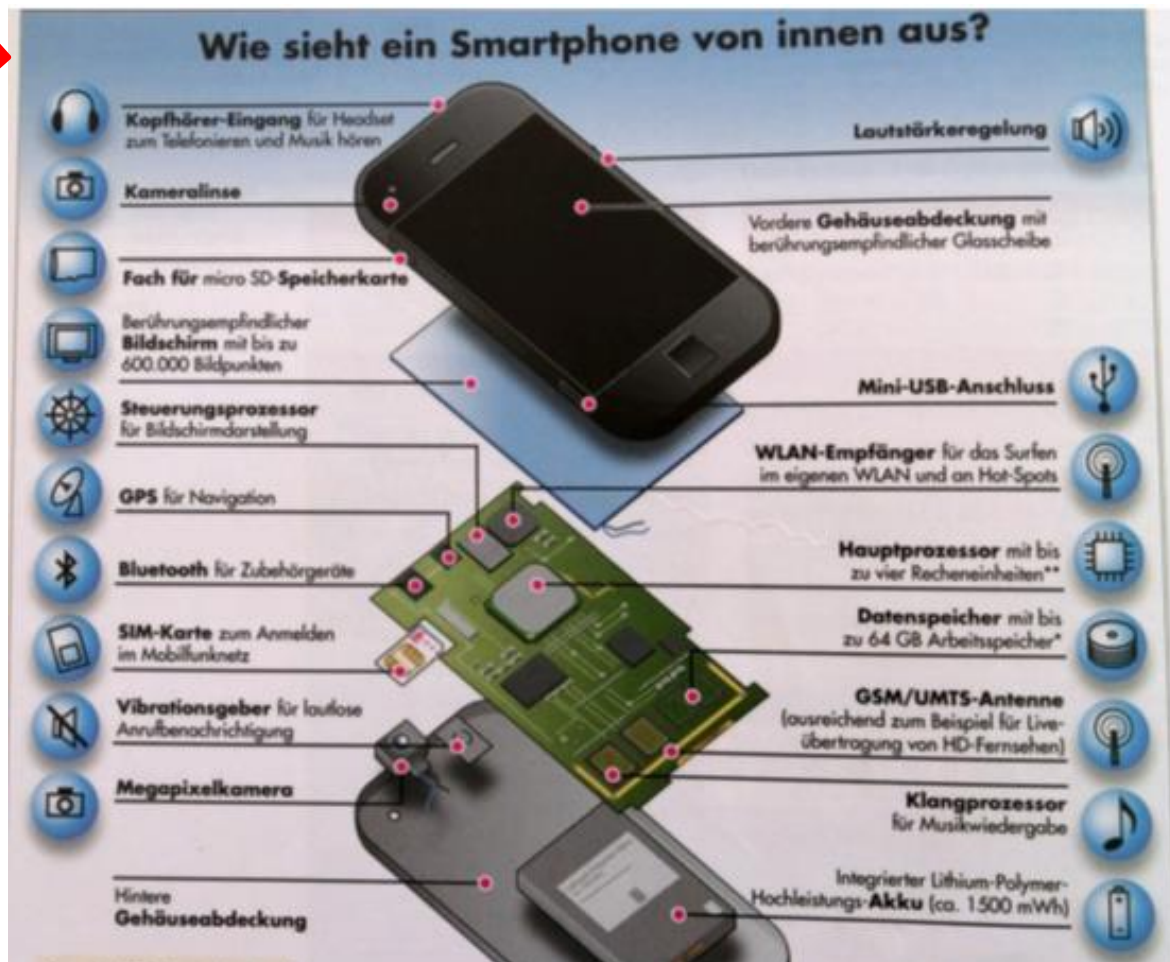 Wie sieht ein Smartphone von innen aus?
Kopfhörer-Eingang für Headset
zum Telefonieren und Musik hören
Kameralinse
Fach für micro SD-Speicherkarte
Berührungsempfindlicher
Bildschirm mit bis zu
600.000 Bildpunkten
Steuerungsprozessor
für Bildschirmdarstellung
GPS für Navigation
Bluetooth für Zubehörgeräte
SIM-Karte zum Anmelden
im Mobilfunknetz
Vibrationsgeber für lautlose
Anrufbenachrichtigung
Megapixelkamera
Hintere
Gehäuseabdeckung
Lautstärkeregelung
Vordere Gehäuseabdeckung mit
berührungsempfindlicher Glasscheibe
Mini-USB-Anschluss
WLAN-Empfänger für das Surfen
im eigenen WLAN und an Hot-Spots
Hauptprozessor mit bis
zu vier Recheneinheiten**
Datenspeicher mit bis
zu 64 GB Arbeitsspeicher*
GSM/UMTS-Antenne
(ausreichend zum Beispiel für Live-
übertragung von HD-Fernsehen)
Klangprozessor
für Musikwiedergabe
Integrierter Lithium-Polymer-
Hochleistungs-Akku (ca. 1500 mWh)